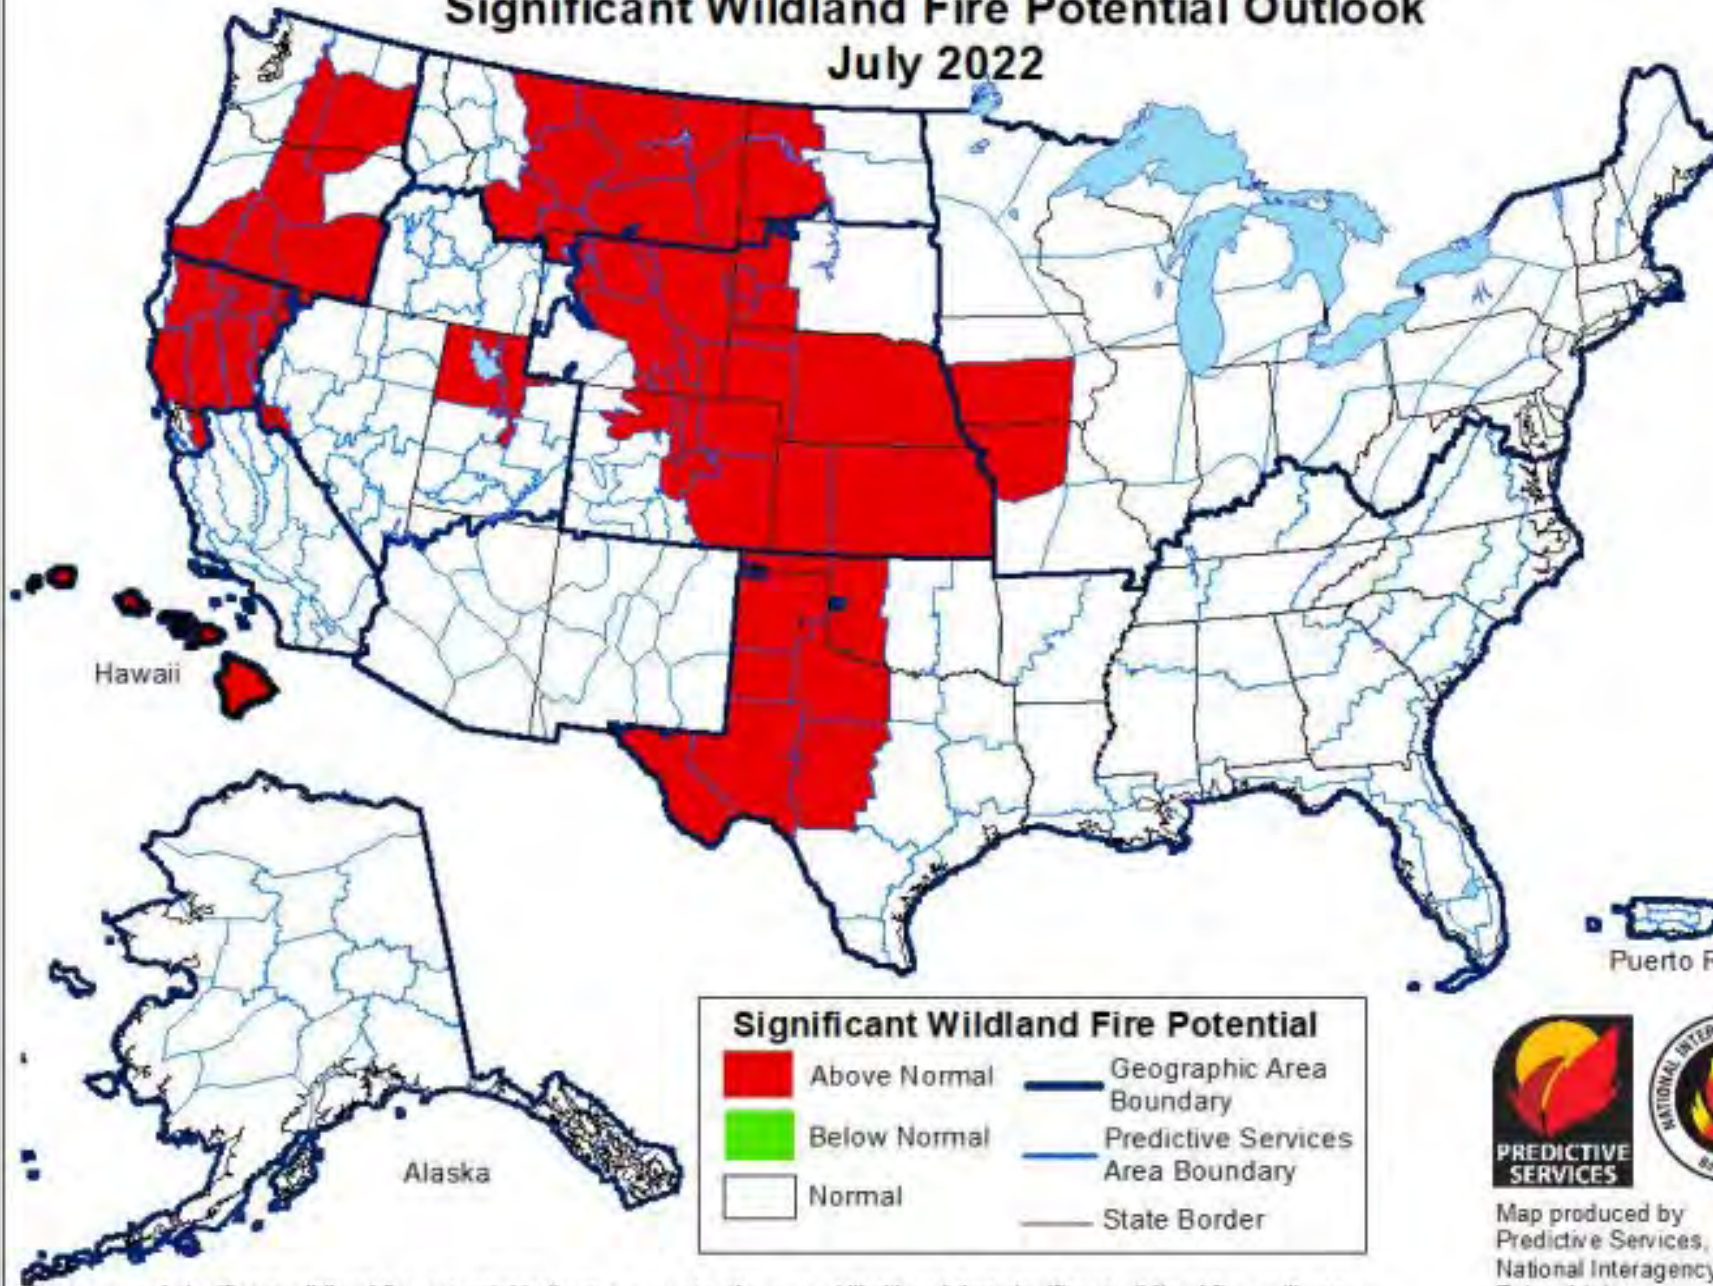 Significant Wildland Fire Potential Outlook
July 2022
Hawaii
Alaska
Puerto
Significant Wildland Fire Potential
Above Normal
Below Normal
Normal
Geographic Area
Boundary
Predictive Services
Area Boundary
State Border
PREDICTIVE
SERVICES
NATIONAL
Map produced by
Predictive Services,
National Interagency